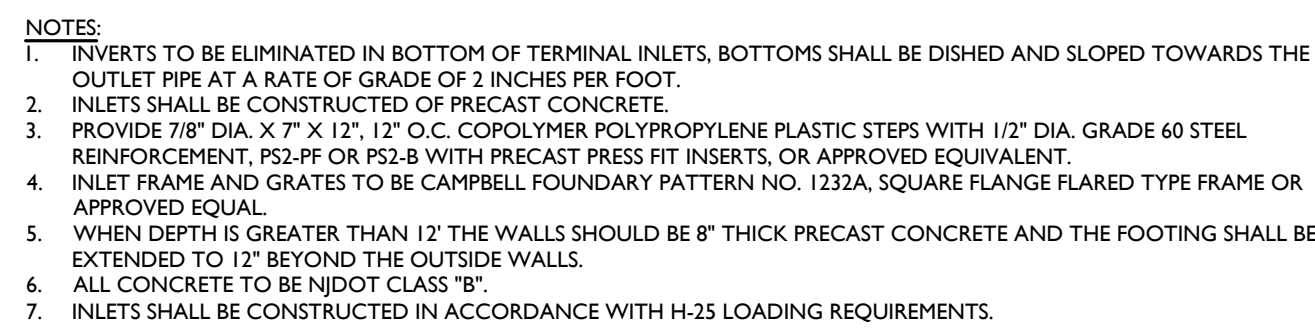 NOTES:
1. INVERTS TO BE ELIMINATED IN BOTTOM OF TERMINAL INLETS, BOTTOMS SHALL BE DISHED AND SLOPED TOWARDS THE
OUTLET PIPE AT A RATE OF GRADE OF 2 INCHES PER FOOT.
2. INLETS SHALL BE CONSTRUCTED OF PRECAST CONCRETE.
3. PROVIDE 7/8" DIA. X 7" X 12", 12" O.C. COPOLYMER POLYPROPYLENE PLASTIC STEPS WITH 1/2" DIA. GRADE 60 STEEL
REINFORCEMENT, PS2-PF OR PS2-B WITH PRECAST PRESS FIT INSERTS, OR APPROVED EQUIVALENT.
4. INLET FRAME AND GRATES TO BE CAMPBELL FOUNDARY PATTERN NO. 1232A, SQUARE FLANGE FLARED TYPE FRAME OR
APPROVED EQUAL.
5. WHEN DEPTH IS GREATER THAN 12' THE WALLS SHOULD BE 8" THICK PRECAST CONCRETE AND THE FOOTING SHALL BE
EXTENDED TO 12" BEYOND THE OUTSIDE WALLS.
6. ALL CONCRETE TO BE NJDOT CLASS "B".
7. INLETS SHALL BE CONSTRUCTED IN ACCORDANCE WITH H-25 LOADING REQUIREMENTS.